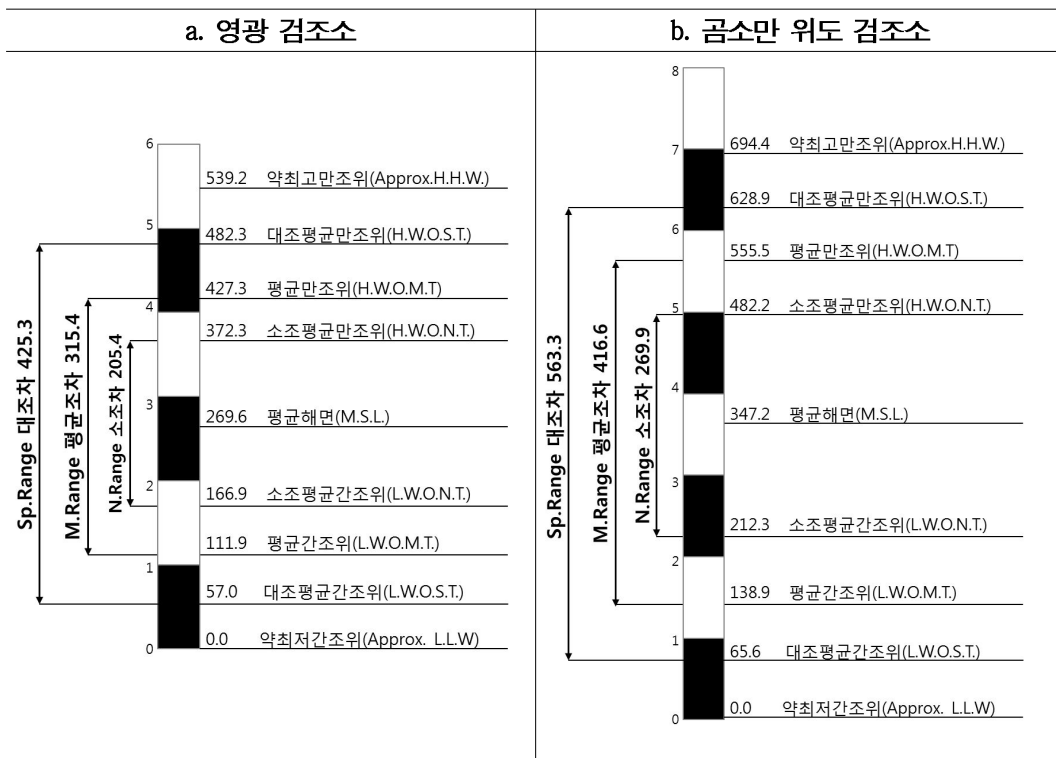 a. 영광 검조소
6
539.2 약최고만조위(Approx.H.H.W.)
5
482.3 대조평균만조위(H.W.O.S.T.)
427.3 평균만조위(H.W.O.M.T)
4
372.3 소조평균만조위(H.W.O.N.T.)
3
269.6 평균해면(M.S.L.)
2
166.9 소조평균간조위(L.W.O.N.T.)
111.9 평균간조위(L.W.O.M.T.)
1
57.0 대조평균간조위(L.W.O.S.T.)
0
0.0 약최저간조위(Approx. L.L.W)
Sp.Range 대조차 425.3
M.Range 평균조차 315.4
N.Range 소조차 205.4
b. 곰소만 위도 검조소
8
7
694.4 약최고만조위(Approx.H.H.W.)
628.9 대조평균만조위(H.W.O.S.T.)
6
555.5 평균만조위(H.W.O.M.T)
5
482.2 소조평균만조위(H.W.O.N.T.)
4
347.2 평균해면(M.S.L.)
3
212.3 소조평균간조위(L.W.O.N.T.)
2
138.9 평균간조위(L.W.O.M.T.)
1
65.6 대조평균간조위(L.W.O.S.T.)
0
0.0 약최저간조위(Approx. L.L.W)
Sp.Range 대조차 563.3
M.Range 평균조차 416.6
N.Range 소조차 269.9